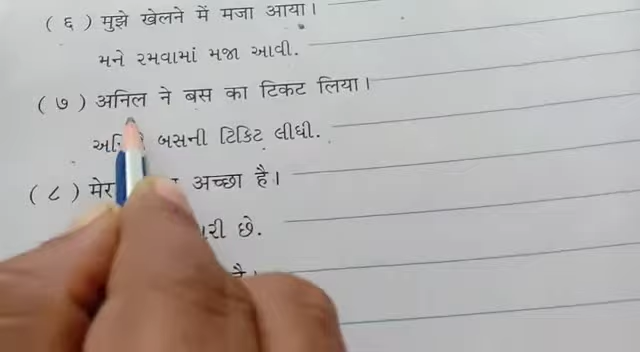 ( ६ ) मुझे खेलने में मजा आया।
મને રમવામાં મજા આવી.
( ७ ) अनिल ने बस का टिकट लिया।
બસની ટિકિટ લીધી.
( ८ ) अच्छा है।
છે.
है।